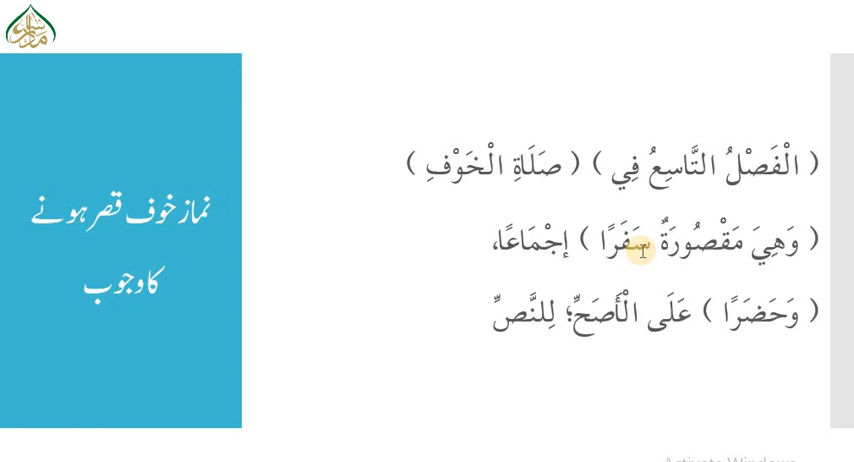 ( الْفَصْلُ التَّاسِعُ فِي ) ( صَلَاةِ الْخَوْفِ )
( وَهِيَ مَقْصُورَةٌ سَفَرًا ) إجْمَاعًا،
( وَحَضَرًا ) عَلَى الْأَصَحِّ؛ لِلنَّصِّ
نماز خوف قصر ہونے
کا وجوب